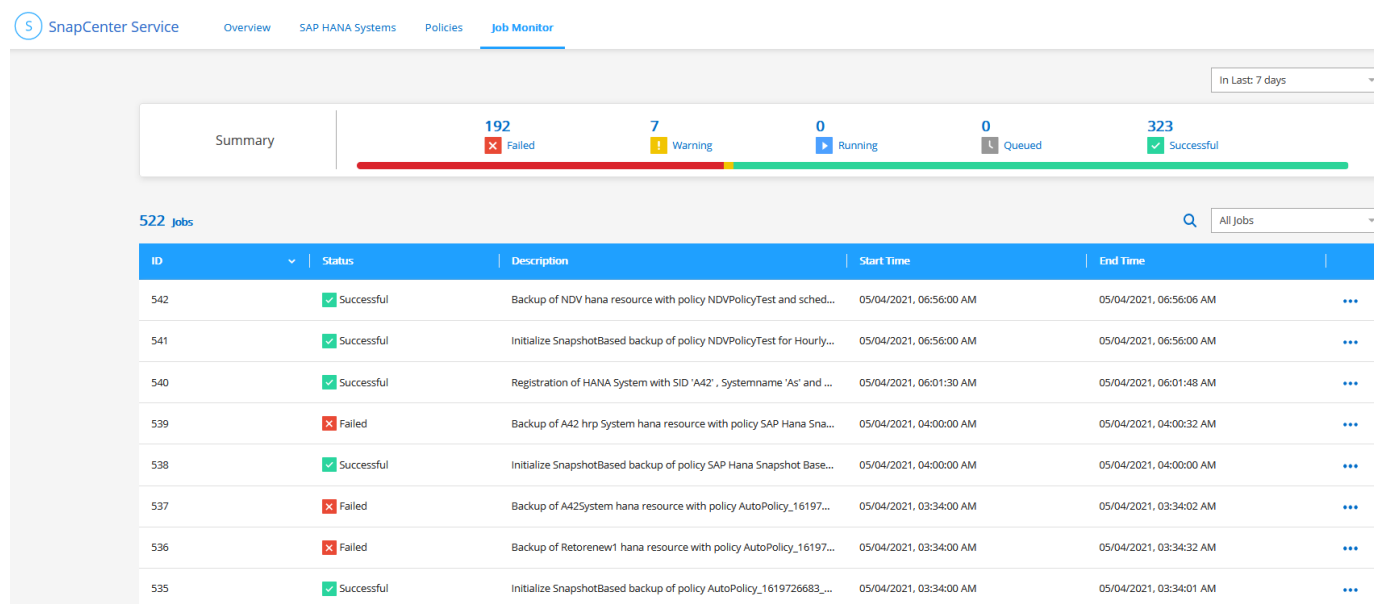 S SnapCenter Service Overview SAP HANA Systems Policies Job Monitor
In Last: 7 days
Summary
192 7 0 0 323
Failed Warning Running Queued Successful
522 Jobs All Jobs
ID Status Description Start Time End Time
542 Successful Backup of NDV hana resource with policy NDVPolicyTest and sched... 05/04/2021, 06:56:00 AM 05/04/2021, 06:56:06 AM
541 Successful Initialize SnapshotBased backup of policy NDVPolicyTest for Hourly... 05/04/2021, 06:56:00 AM 05/04/2021, 06:56:00 AM
540 Successful Registration of HANA System with SID 'A42' , Systemname 'As' and ... 05/04/2021, 06:01:30 AM 05/04/2021, 06:01:48 AM
539 Failed Backup of A42 hrp System hana resource with policy SAP Hana Sna... 05/04/2021, 04:00:00 AM 05/04/2021, 04:00:32 AM
538 Successful Initialize SnapshotBased backup of policy SAP Hana Snapshot Base... 05/04/2021, 04:00:00 AM 05/04/2021, 04:00:00 AM
537 Failed Backup of A42System hana resource with policy AutoPolicy_16197... 05/04/2021, 03:34:00 AM 05/04/2021, 03:34:02 AM
536 Failed Backup of Retorenew1 hana resource with policy AutoPolicy_16197... 05/04/2021, 03:34:00 AM 05/04/2021, 03:34:32 AM
535 Successful Initialize SnapshotBased backup of policy AutoPolicy_1619726683_... 05/04/2021, 03:34:00 AM 05/04/2021, 03:34:01 AM